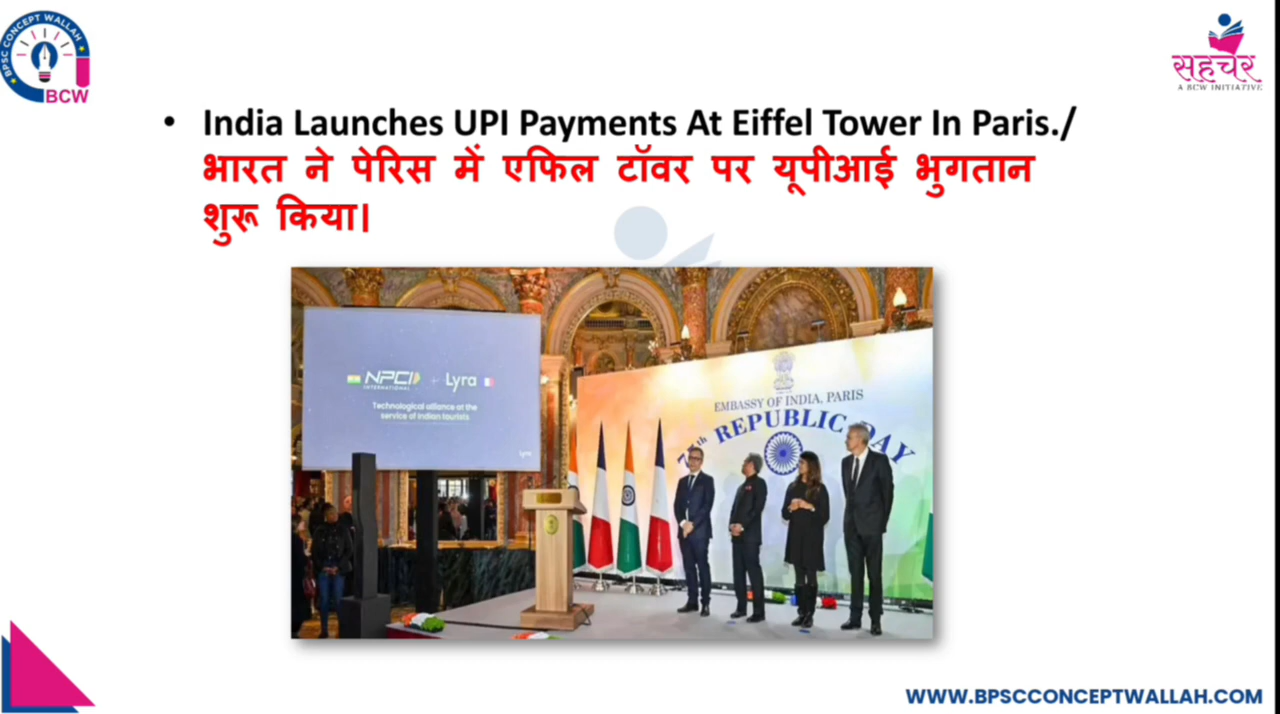 BPSC CONCEPT WALLAH
BCW
सहचर
A BCW INITIATIVE
• India Launches UPI Payments At Eiffel Tower In Paris./
भारत ने पेरिस में एफिल टॉवर पर यूपीआई भुगतान
शुरू किया।
NPCI + Lyra
INTERNATIONAL
Technological alliance at the
service of Indian tourists
Lyra
EMBASSY OF INDIA, PARIS
REPUBLIC DAY
WWW.BPSCCONCEPTWALLAH.COM